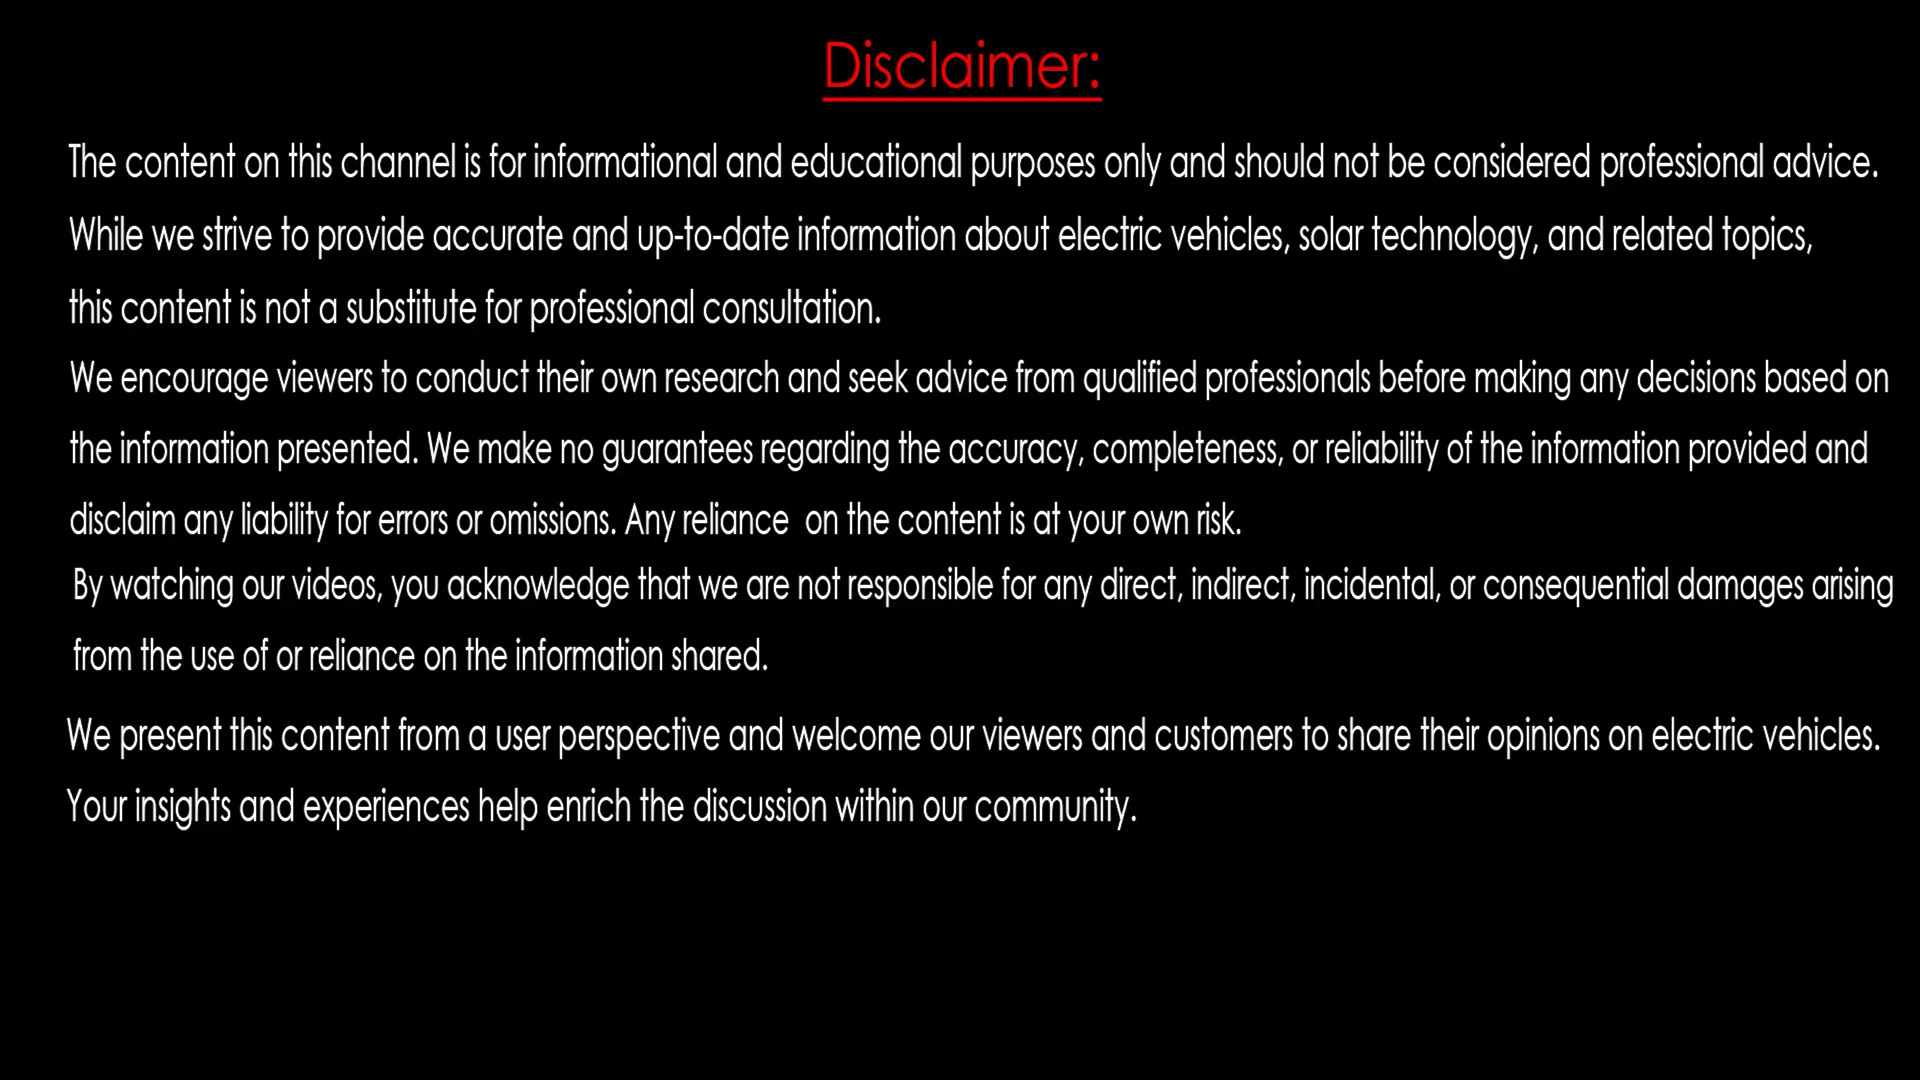 Disclaimer:
The content on this channel is for informational and educational purposes only and should not be considered professional advice.
While we strive to provide accurate and up-to-date information about electric vehicles, solar technology, and related topics,
this content is not a substitute for professional consultation.
We encourage viewers to conduct their own research and seek advice from qualified professionals before making any decisions based on
the information presented. We make no guarantees regarding the accuracy, completeness, or reliability of the information provided and
disclaim any liability for errors or omissions. Any reliance  on the content is at your own risk.
By watching our videos, you acknowledge that we are not responsible for any direct, indirect, incidental, or consequential damages arising
from the use of or reliance on the information shared.
We present this content from a user perspective and welcome our viewers and customers to share their opinions on electric vehicles.
Your insights and experiences help enrich the discussion within our community.